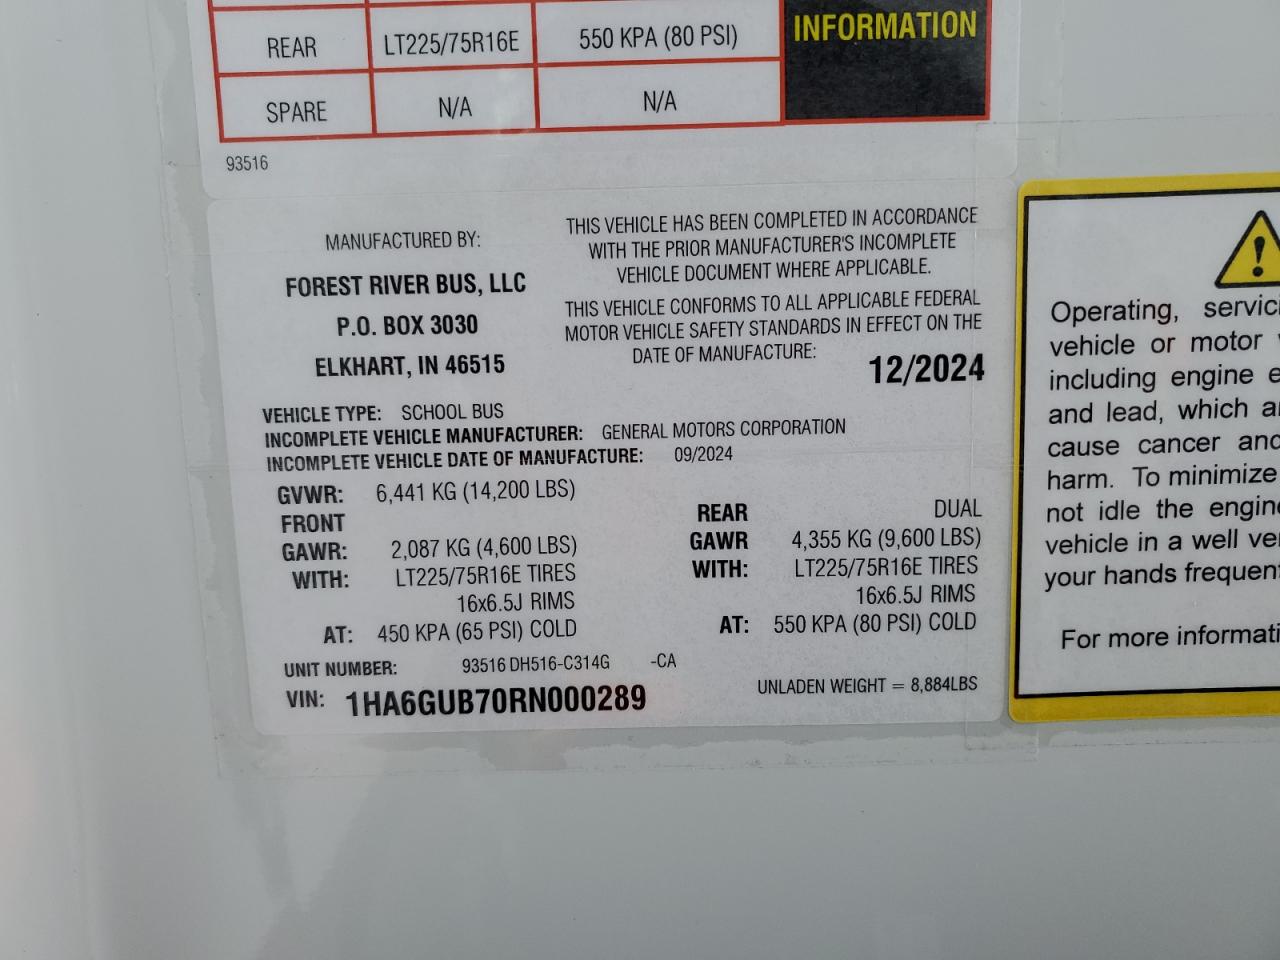 REAR LT225/75R16E 550 KPA (80 PSI) INFORMATION
SPARE N/A N/A
93516
MANUFACTURED BY:
FOREST RIVER BUS, LLC
P.O. BOX 3030
ELKHART, IN 46515
THIS VEHICLE HAS BEEN COMPLETED IN ACCORDANCE
WITH THE PRIOR MANUFACTURER'S INCOMPLETE
VEHICLE DOCUMENT WHERE APPLICABLE.
THIS VEHICLE CONFORMS TO ALL APPLICABLE FEDERAL
MOTOR VEHICLE SAFETY STANDARDS IN EFFECT ON THE
DATE OF MANUFACTURE: 12/2024
VEHICLE TYPE: SCHOOL BUS
INCOMPLETE VEHICLE MANUFACTURER: GENERAL MOTORS CORPORATION
INCOMPLETE VEHICLE DATE OF MANUFACTURE: 09/2024
GVWR: 6,441 KG (14,200 LBS)
FRONT
GAWR: 2,087 KG (4,600 LBS)
WITH: LT225/75R16E TIRES
16x6.5J RIMS
AT: 450 KPA (65 PSI) COLD
REAR DUAL
GAWR 4,355 KG (9,600 LBS)
WITH: LT225/75R16E TIRES
16x6.5J RIMS
AT: 550 KPA (80 PSI) COLD
UNIT NUMBER: 93516 DH516-C314G -CA
VIN: 1HA6GUB70RN000289
UNLADEN WEIGHT = 8,884LBS
Operating, servici
vehicle or motor
including engine e
and lead, which a
cause cancer and
harm. To minimize
not idle the engin
vehicle in a well ve
your hands frequen
For more informati